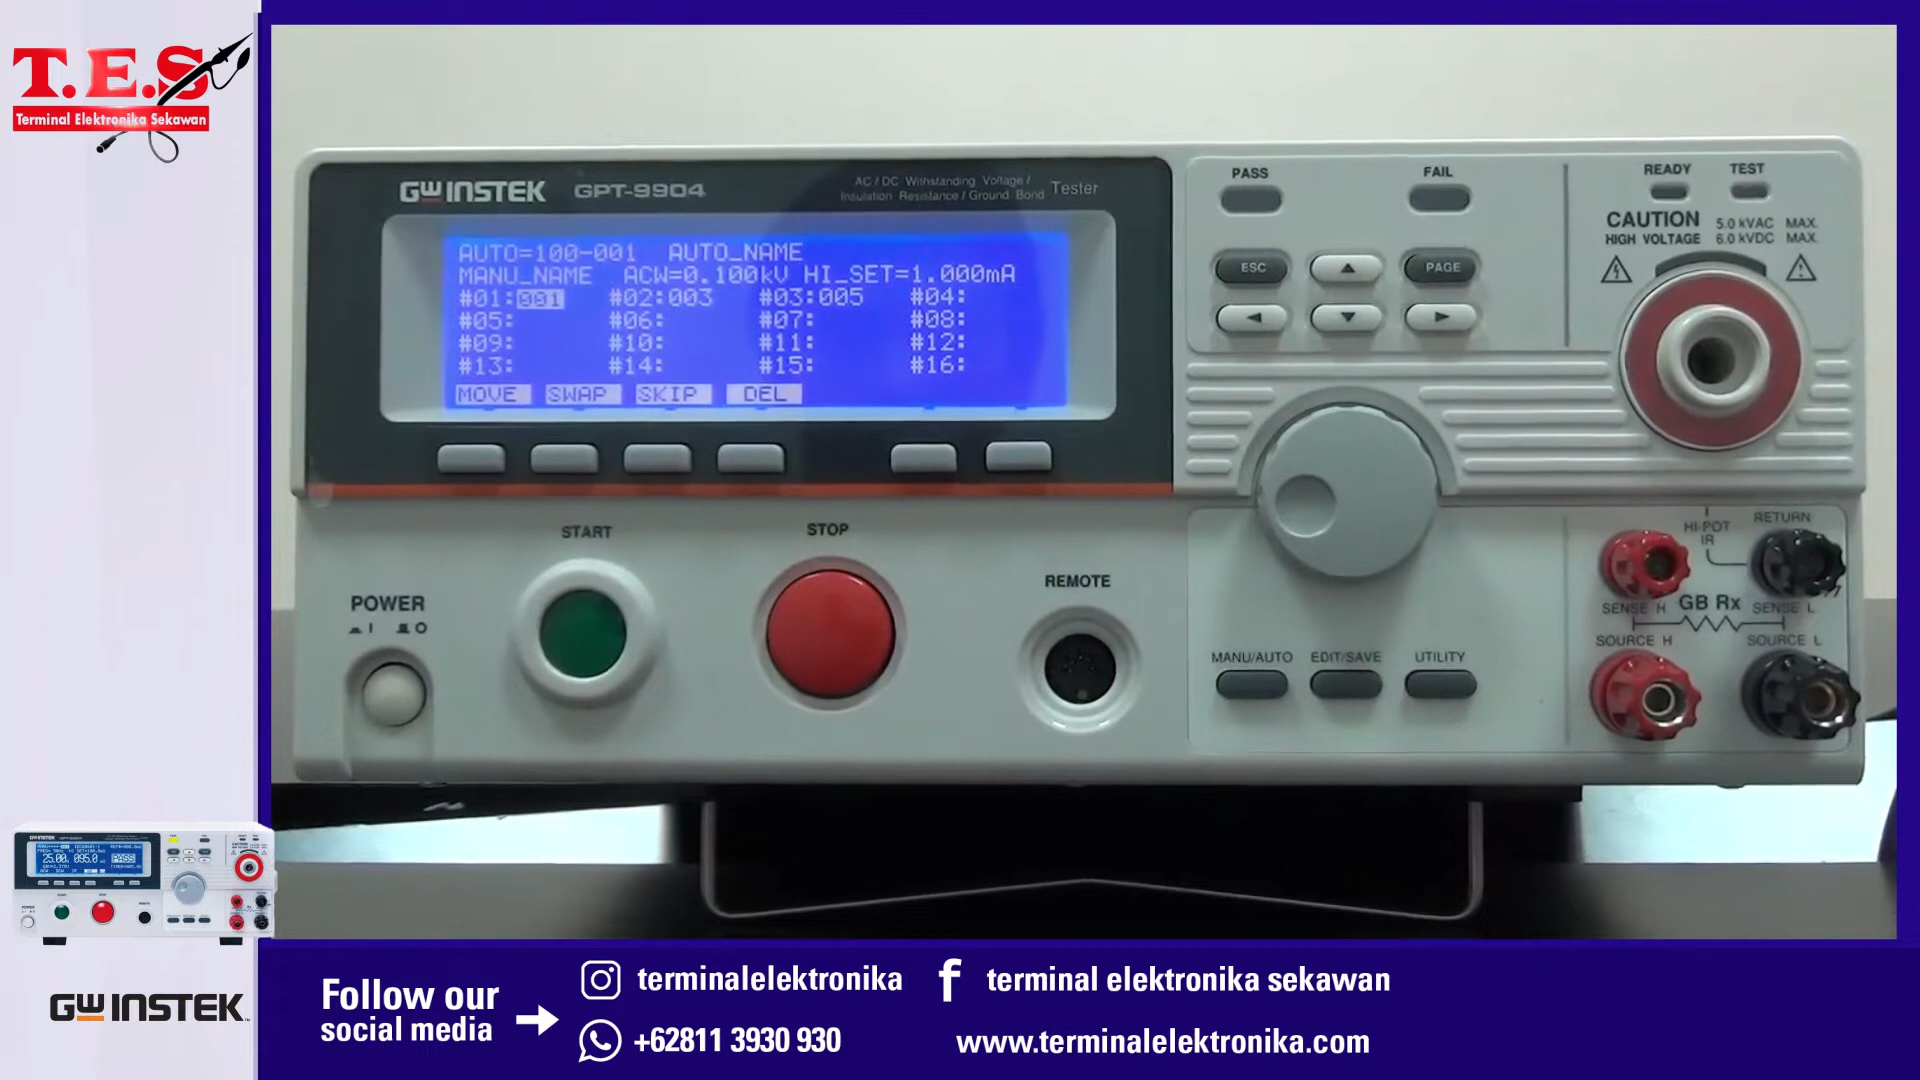 T.E.S
Terminal Elektronika Sekawan
GWINSTEK GPT-9904
AC / DC Withstanding Voltage /
Insulation Resistance / Ground Bond Tester
AUTO=100-001 AUTO_NAME
MANU_NAME ACW=0.100kV HI_SET=1.000mA
#01:001 #02:003 #03:005 #04:
#05: #06: #07: #08:
#09: #10: #11: #12:
#13: #14: #15: #16:
MOVE SWAP SKIP DEL
PASS FAIL READY TEST
CAUTION 5.0 kVAC MAX.
HIGH VOLTAGE 6.0 kVDC MAX.
ESC PAGE
START STOP
POWER
I O
REMOTE
MANU/AUTO EDIT/SAVE UTILITY
HI-POT RETURN
IR
SENSE H GB Rx SENSE L
SOURCE H SOURCE L
GWINSTEK
Follow our
social media
terminalelektronika
terminal elektronika sekawan
+62811 3930 930
www.terminalelektronika.com